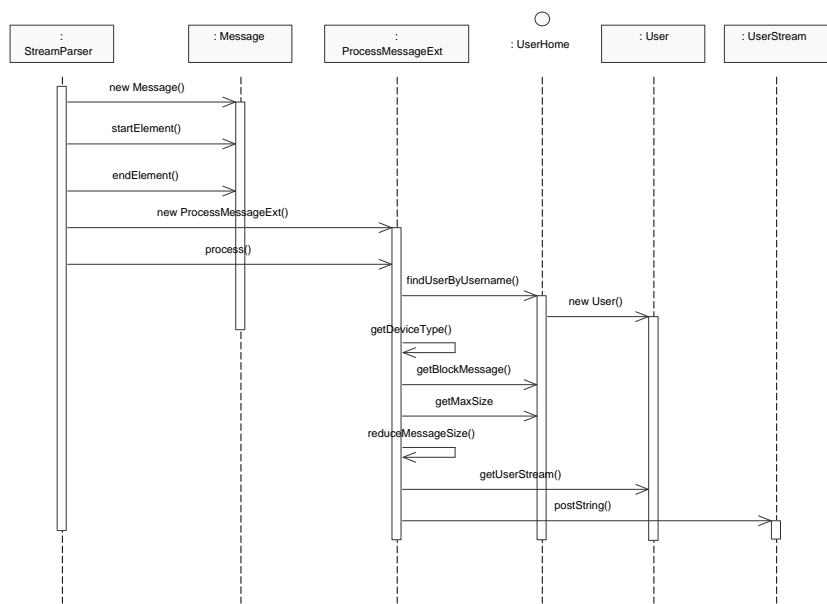 :
StreamParser
: Message
:
ProcessMessageExt
: UserHome
: User
: UserStream
new Message()
startElement()
endElement()
new ProcessMessageExt()
process()
findUserByUsername()
new User()
getDeviceType()
getBlockMessage()
getMaxSize
reduceMessageSize()
getUserStream()
postString()